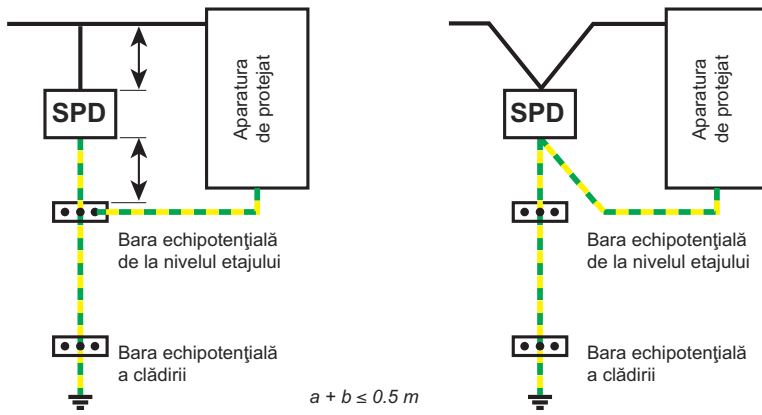 SPD
Aparatura
de protejat
Bara echipotenţială
de la nivelul etajului
Bara echipotenţială
a clădirii
a + b ≤ 0.5 m
SPD
Aparatura
de protejat
Bara echipotenţială
de la nivelul etajului
Bara echipotenţială
a clădirii